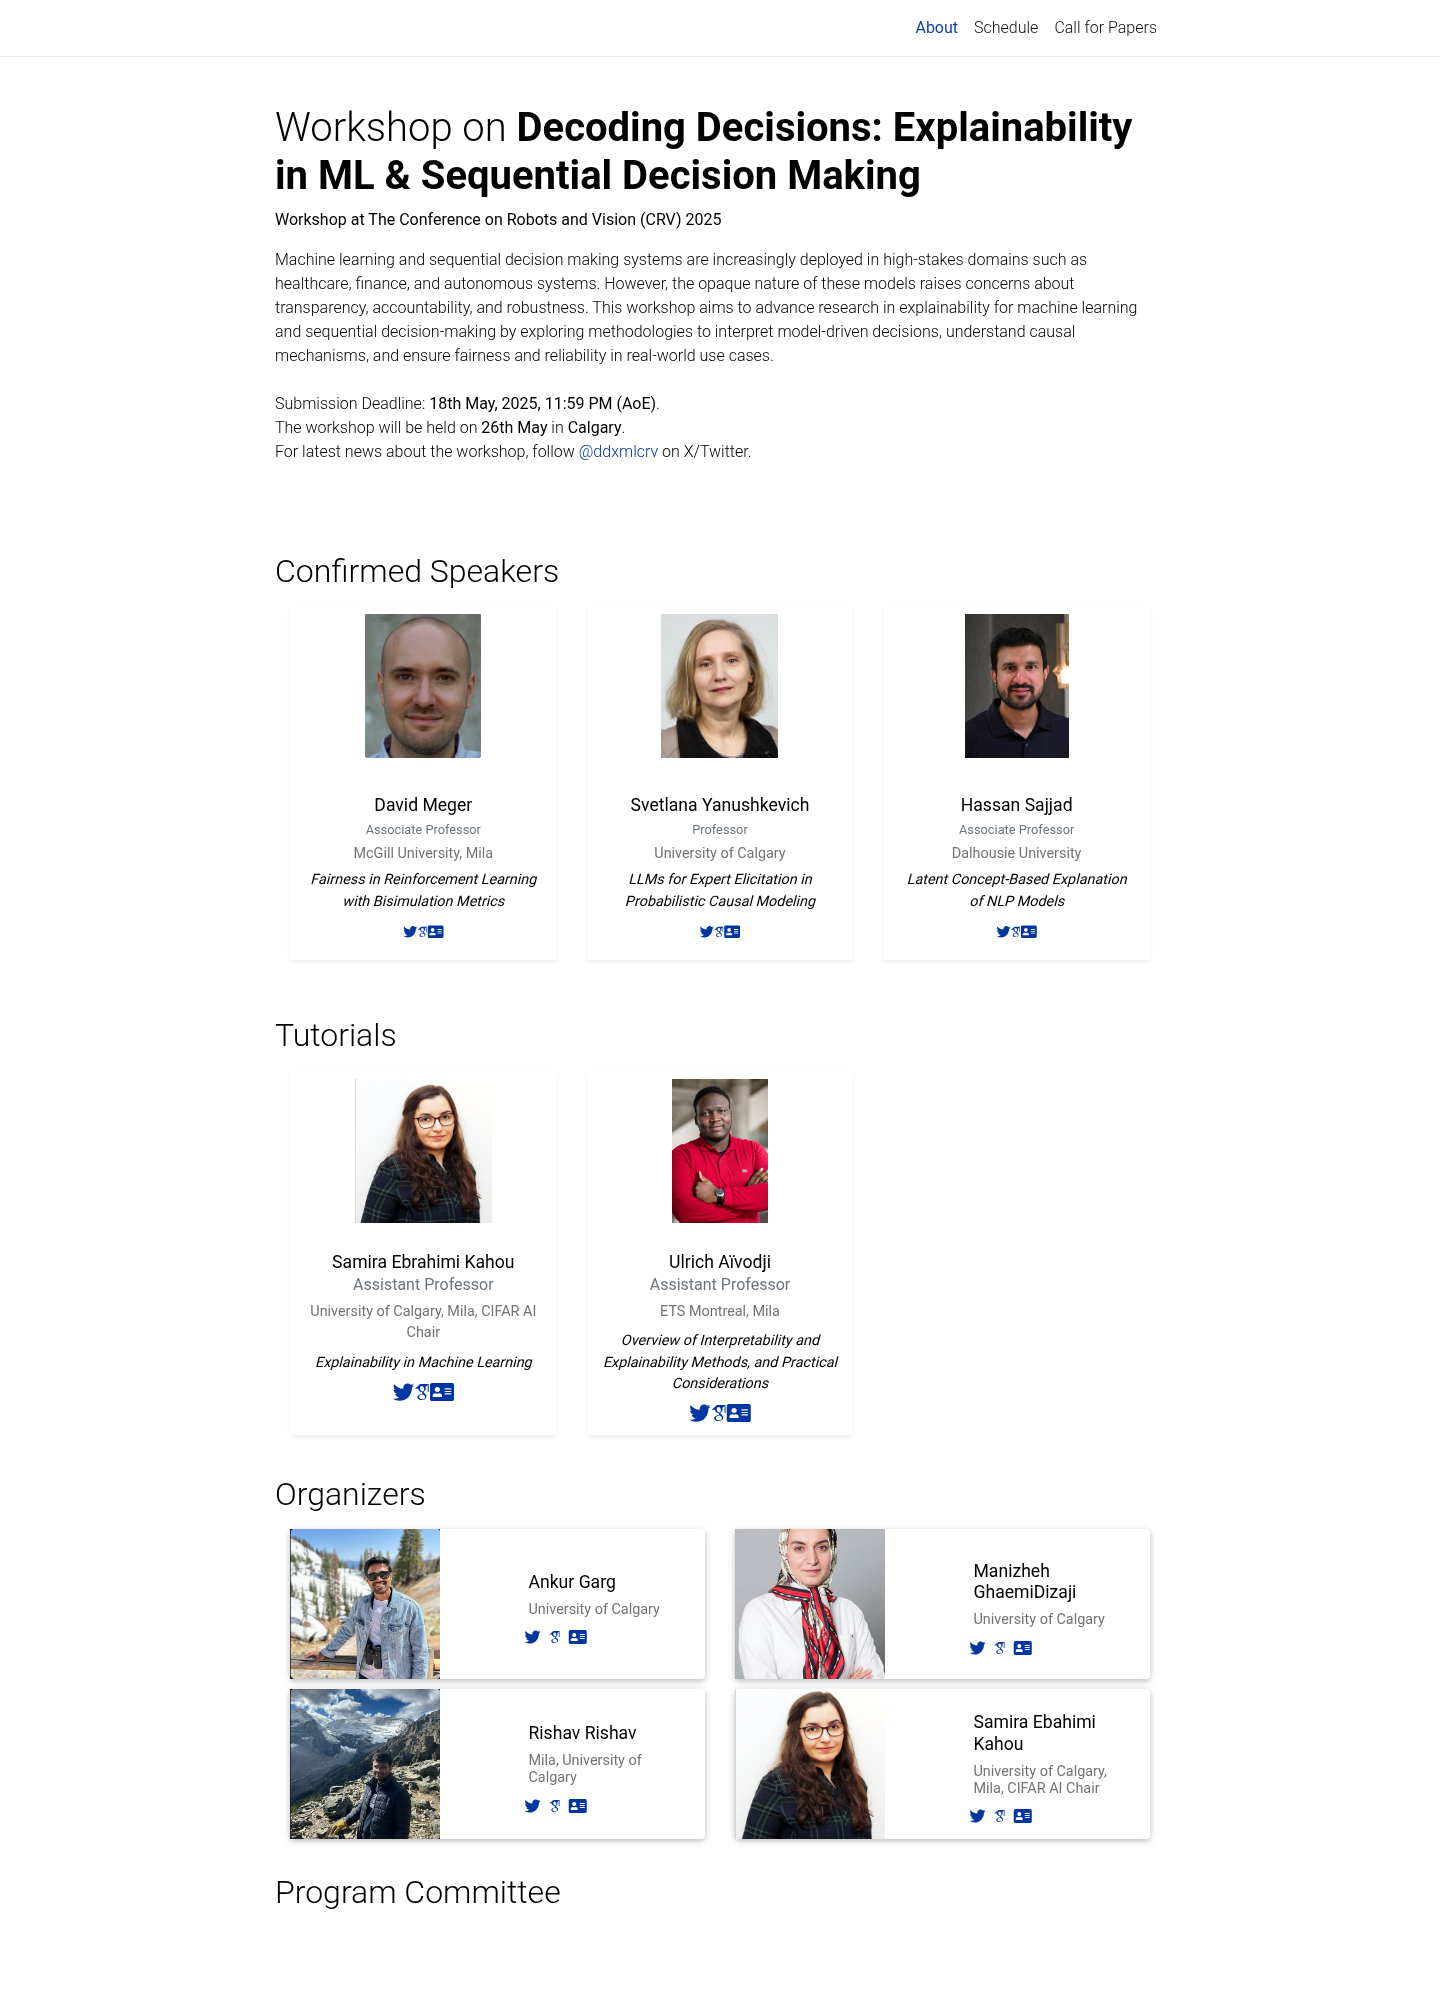 About Schedule Call for Papers
Workshop on Decoding Decisions: Explainability
in ML & Sequential Decision Making
Workshop at The Conference on Robots and Vision (CRV) 2025
Machine learning and sequential decision making systems are increasingly deployed in high-stakes domains such as
healthcare, finance, and autonomous systems. However, the opaque nature of these models raises concerns about
transparency, accountability, and robustness. This workshop aims to advance research in explainability for machine learning
and sequential decision-making by exploring methodologies to interpret model-driven decisions, understand causal
mechanisms, and ensure fairness and reliability in real-world use cases.
Submission Deadline: 18th May, 2025, 11:59 PM (AoE).
The workshop will be held on 26th May in Calgary.
For latest news about the workshop, follow @ddxmlcrv on X/Twitter.
Confirmed Speakers
David Meger
Associate Professor
McGill University, Mila
Fairness in Reinforcement Learning
with Bisimulation Metrics
Svetlana Yanushkevich
Professor
University of Calgary
LLMs for Expert Elicitation in
Probabilistic Causal Modeling
Hassan Sajjad
Associate Professor
Dalhousie University
Latent Concept-Based Explanation
of NLP Models
Tutorials
Samira Ebrahimi Kahou
Assistant Professor
University of Calgary, Mila, CIFAR AI
Chair
Explainability in Machine Learning
Ulrich Aïvodji
Assistant Professor
ETS Montreal, Mila
Overview of Interpretability and
Explainability Methods, and Practical
Considerations
Organizers
Ankur Garg
University of Calgary
Manizheh
GhaemiDizaji
University of Calgary
Rishav Rishav
Mila, University of
Calgary
Samira Ebahimi
Kahou
University of Calgary,
Mila, CIFAR AI Chair
Program Committee